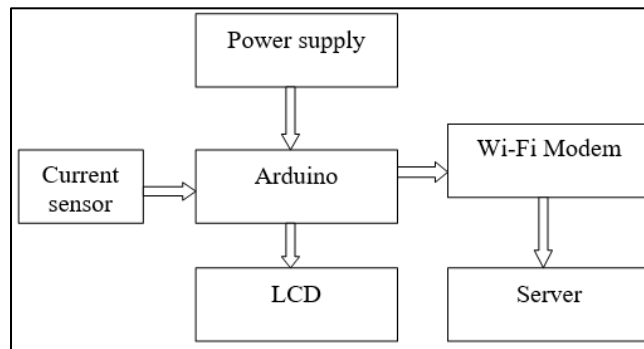 Power supply
Wi-Fi Modem
Current
sensor
Arduino
LCD
Server